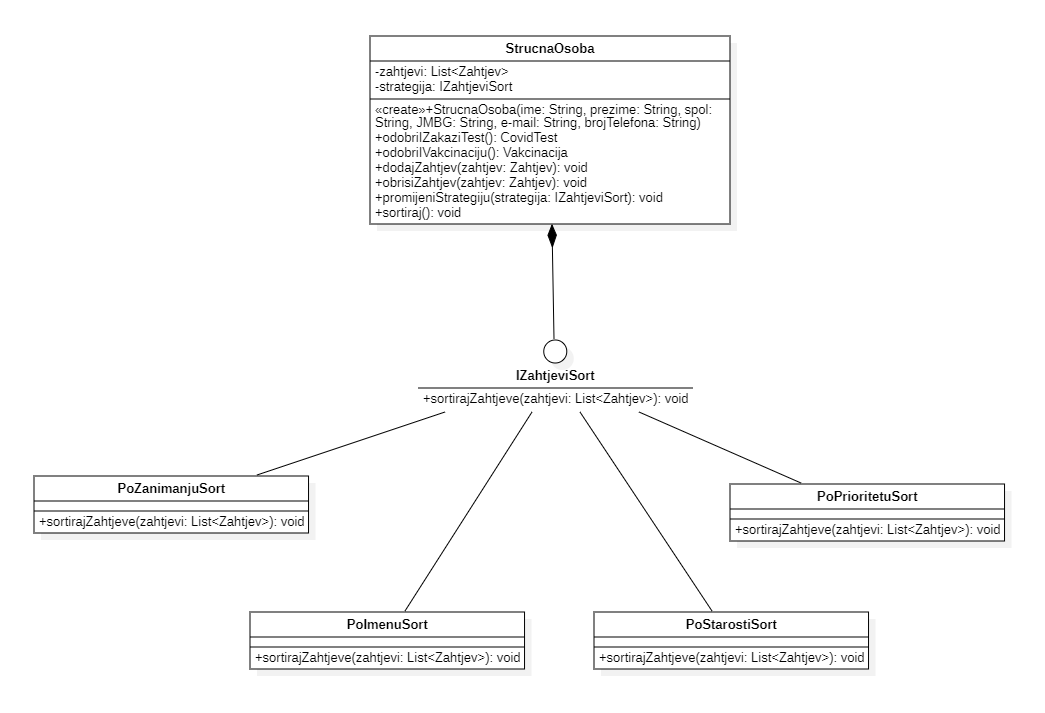 StrucnaOsoba
-zahtjevi: List<Zahtjev>
-strategija: IZahtjeviSort
«create»+StrucnaOsoba(ime: String, prezime: String, spol:
String, JMBG: String, e-mail: String, brojTelefona: String)
+odobriIZakaziTest(): CovidTest
+odobriIVakcinaciju(): Vakcinacija
+dodajZahtjev(zahtjev: Zahtjev): void
+obrisiZahtjev(zahtjev: Zahtjev): void
+promijeniStrategiju(strategija: IZahtjeviSort): void
+sortiraj(): void
IZahtjeviSort
+sortirajZahtjeve(zahtjevi: List<Zahtjev>): void
PoZanimanjuSort
+sortirajZahtjeve(zahtjevi: List<Zahtjev>): void
PoPrioritetuSort
+sortirajZahtjeve(zahtjevi: List<Zahtjev>): void
PoImenuSort
+sortirajZahtjeve(zahtjevi: List<Zahtjev>): void
PoStarostiSort
+sortirajZahtjeve(zahtjevi: List<Zahtjev>): void